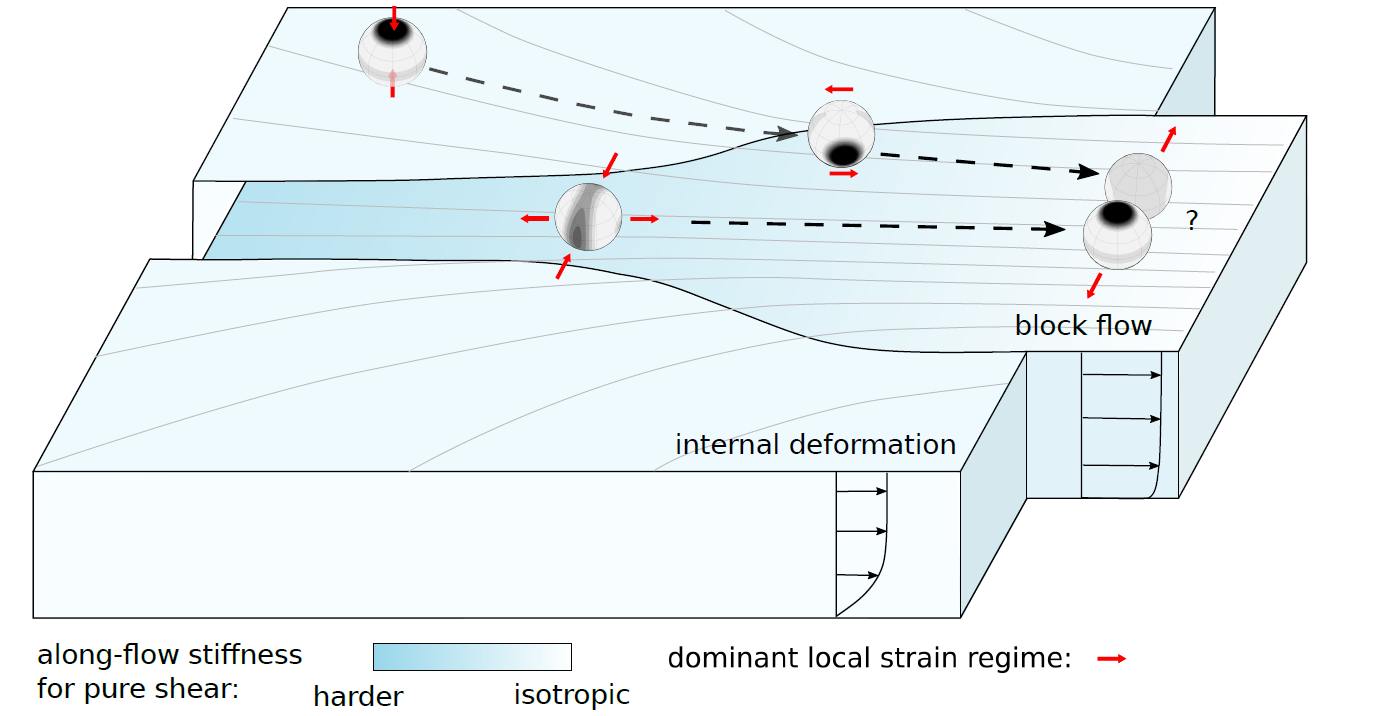 ?
block flow
internal deformation
along-flow stiffness
for pure shear:
harder
isotropic
dominant local strain regime: